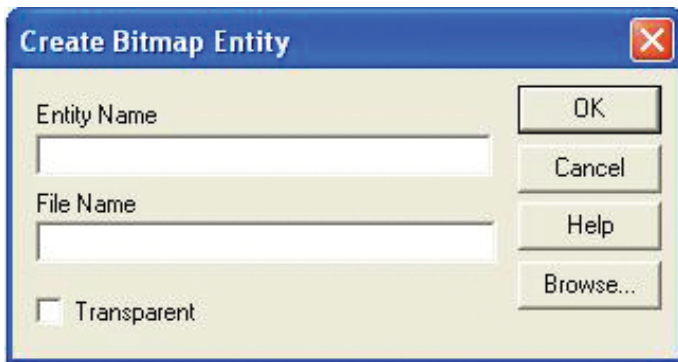 Create Bitmap Entity
Entity Name
OK
Cancel
File Name
Help
Browse...
Transparent